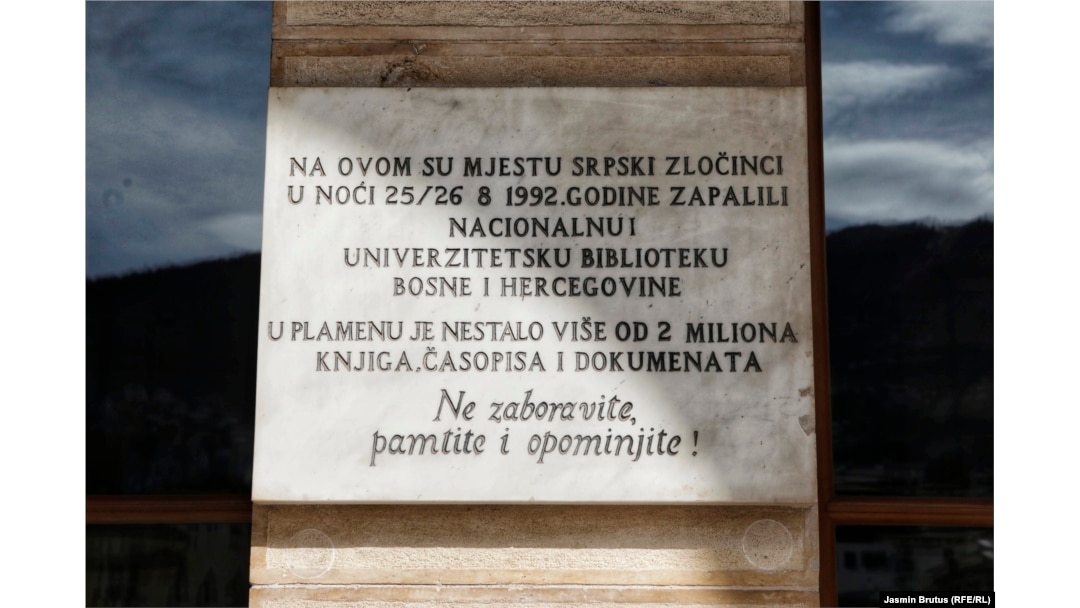 NA OVOM SU MJESTU SRPSKI ZLOČINCI
U NOĆI 25/26 8 1992.GODINE ZAPALILI
NACIONALNU I
UNIVERZITETSKU BIBLIOTEKU
BOSNE I HERCEGOVINE
U PLAMENU JE NESTALO VIŠE OD 2 MILIONA
KNJIGA,ČASOPISA I DOKUMENATA
Ne zaboravite,
pamtite i opominjite !
Jasmin Brutus (RFE/RL)